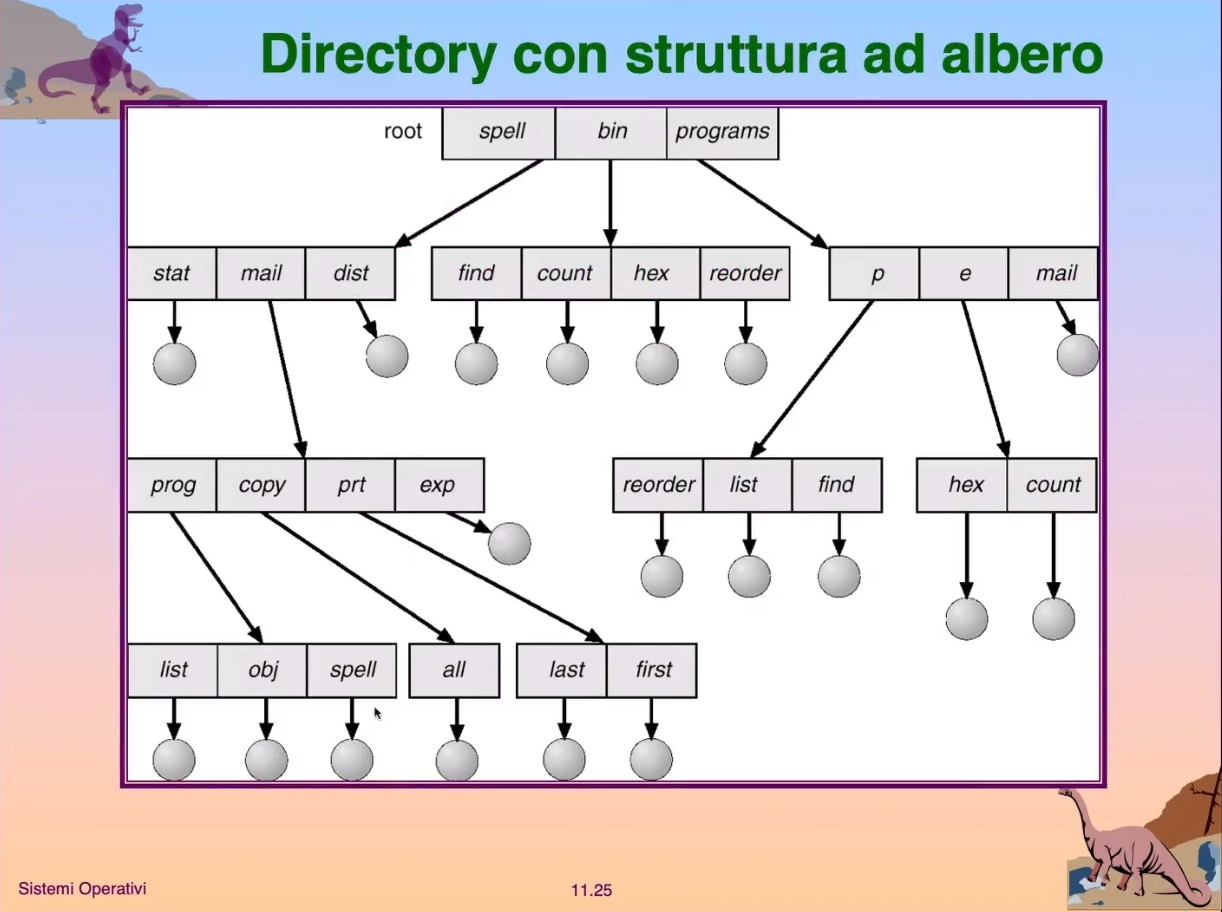 Directory con struttura ad albero
root spell bin programs
stat mail dist find count hex reorder p e mail
prog copy prt exp reorder list find hex count
list obj spell all last first
Sistemi Operativi 11.25